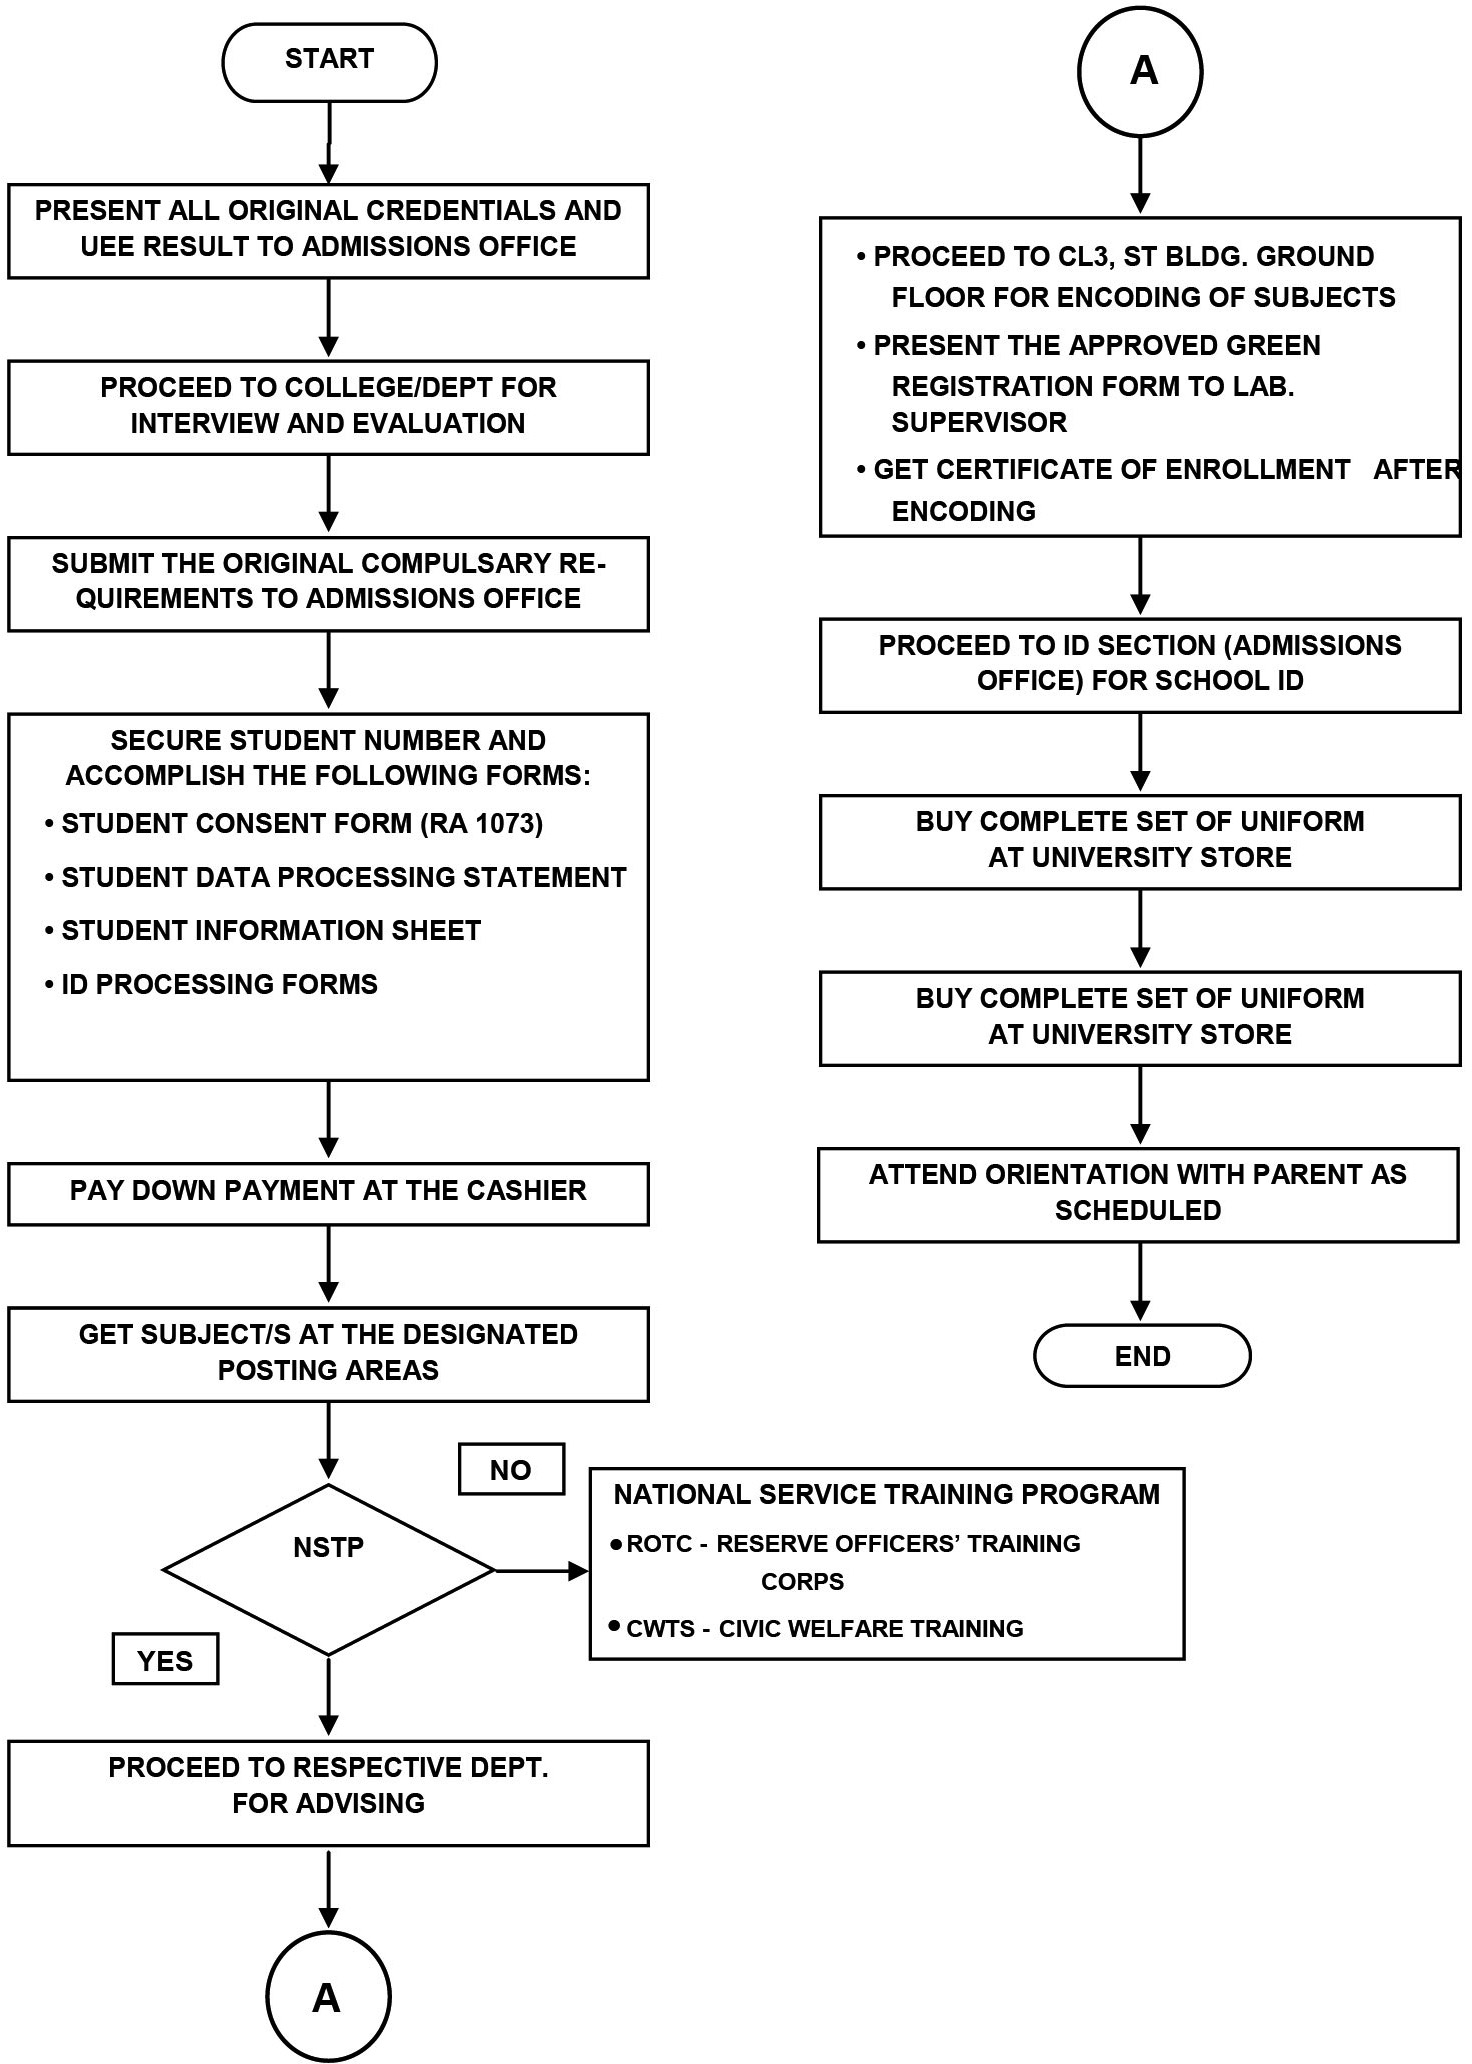 START
PRESENT ALL ORIGINAL CREDENTIALS AND
UEE RESULT TO ADMISSIONS OFFICE
PROCEED TO COLLEGE/DEPT FOR
INTERVIEW AND EVALUATION
SUBMIT THE ORIGINAL COMPULSARY RE-
QUIREMENTS TO ADMISSIONS OFFICE
SECURE STUDENT NUMBER AND
ACCOMPLISH THE FOLLOWING FORMS:
• STUDENT CONSENT FORM (RA 1073)
• STUDENT DATA PROCESSING STATEMENT
• STUDENT INFORMATION SHEET
• ID PROCESSING FORMS
PAY DOWN PAYMENT AT THE CASHIER
GET SUBJECT/S AT THE DESIGNATED
POSTING AREAS
NSTP
NO
NATIONAL SERVICE TRAINING PROGRAM
• ROTC - RESERVE OFFICERS’ TRAINING
CORPS
• CWTS - CIVIC WELFARE TRAINING
YES
PROCEED TO RESPECTIVE DEPT.
FOR ADVISING
A
A
• PROCEED TO CL3, ST BLDG. GROUND
FLOOR FOR ENCODING OF SUBJECTS
• PRESENT THE APPROVED GREEN
REGISTRATION FORM TO LAB.
SUPERVISOR
• GET CERTIFICATE OF ENROLLMENT AFTER
ENCODING
PROCEED TO ID SECTION (ADMISSIONS
OFFICE) FOR SCHOOL ID
BUY COMPLETE SET OF UNIFORM
AT UNIVERSITY STORE
BUY COMPLETE SET OF UNIFORM
AT UNIVERSITY STORE
ATTEND ORIENTATION WITH PARENT AS
SCHEDULED
END